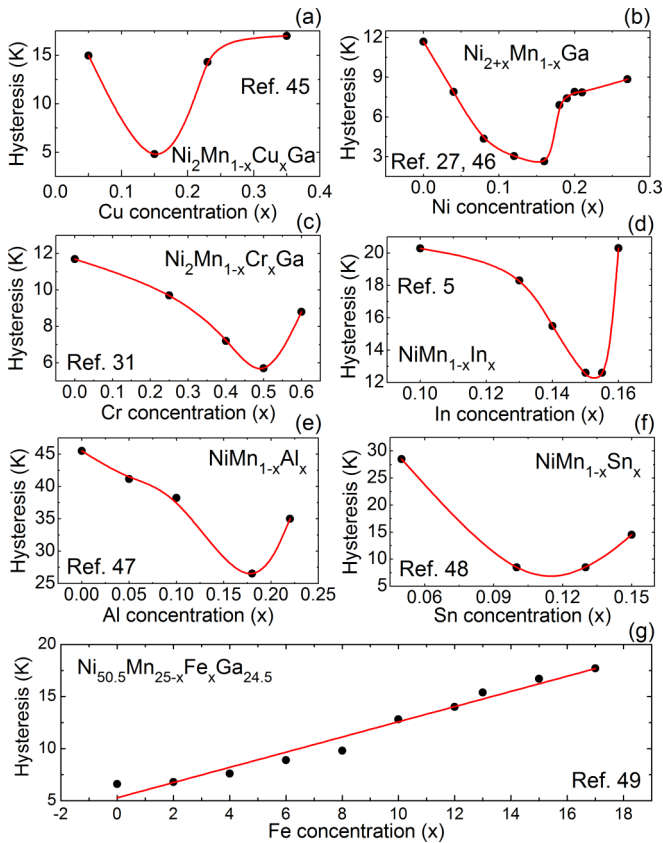 (a)
Hysteresis (K)
15
10
5
0.0 0.1 0.2 0.3 0.4
Cu concentration (x)
Ref. 45
Ni₂Mn₁₋ₓCuₓGa
(b)
Hysteresis (K)
12
9
6
3
0.0 0.1 0.2 0.3
Ni concentration (x)
Ni₂₊ₓMn₁₋ₓGa
Ref. 27, 46
(c)
Hysteresis (K)
12
10
8
6
0.0 0.1 0.2 0.3 0.4 0.5 0.6
Cr concentration (x)
Ni₂Mn₁₋ₓCrₓGa
Ref. 31
(d)
Hysteresis (K)
20
18
16
14
12
0.10 0.12 0.14 0.16
In concentration (x)
Ref. 5
NiMn₁₋ₓInₓ
(e)
Hysteresis (K)
45
40
35
30
25
0.00 0.05 0.10 0.15 0.20 0.25
Al concentration (x)
NiMn₁₋ₓAlₓ
Ref. 47
(f)
Hysteresis (K)
30
25
20
15
10
5
0.06 0.09 0.12 0.15
Sn concentration (x)
NiMn₁₋ₓSnₓ
Ref. 48
(g)
Hysteresis (K)
20
15
10
5
-2 0 2 4 6 8 10 12 14 16 18
Fe concentration (x)
Ni₅₀.₅Mn₂₅₋ₓFeₓGa₂₄.₅
Ref. 49